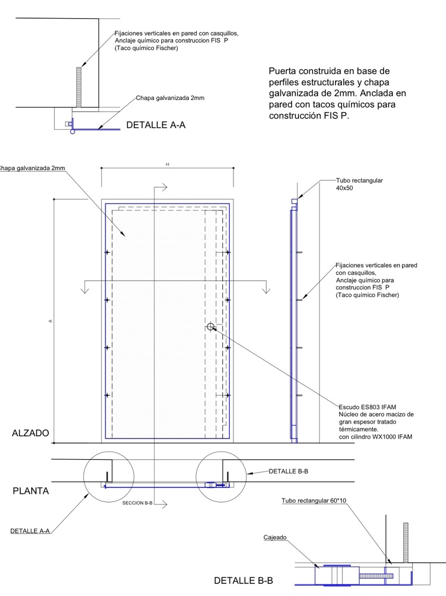 Fijaciones verticales en pared con casquillos,
Anclaje químico para construccion FIS P
(Taco químico Fischer)
Chapa galvanizada 2mm
DETALLE A-A
Puerta construida en base de
perfiles estructurales y chapa
galvanizada de 2mm. Anclada en
pared con tacos químicos para
construcción FIS P.
hapa galvanizada 2mm
H
Tubo rectangular
40x50
Fijaciones verticales en pared
con casquillos,
Anclaje químico para
construccion FIS P
(Taco químico Fischer)
A
Escudo ES803 IFAM
Núcleo de acero macizo de
gran espesor tratado
térmicamente.
con cilindro WX1000 IFAM
ALZADO
DETALLE B-B
PLANTA
SECCION B-B
Tubo rectangular 60*10
DETALLE A-A
Cajeado
DETALLE B-B